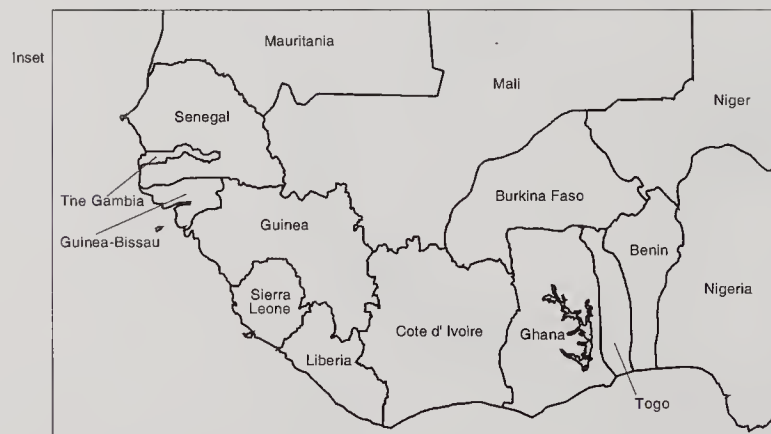 Inset
Mauritania
Mali
Niger
Senegal
The Gambia
Guinea-Bissau
Guinea
Burkina Faso
Benin
Nigeria
Sierra
Leone
Liberia
Cote d' Ivoire
Ghana
Togo